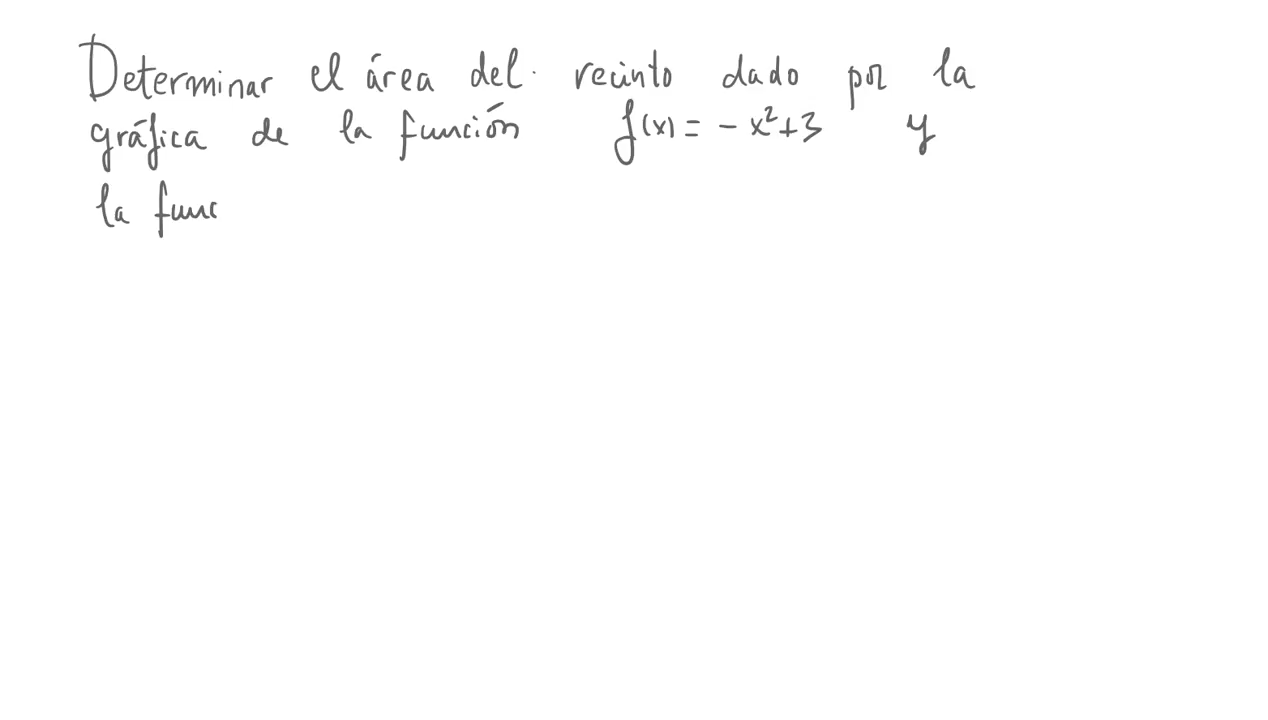 Determinar el área del recinto dado por la
gráfica de la función f(x) = - x²+3 y
la func